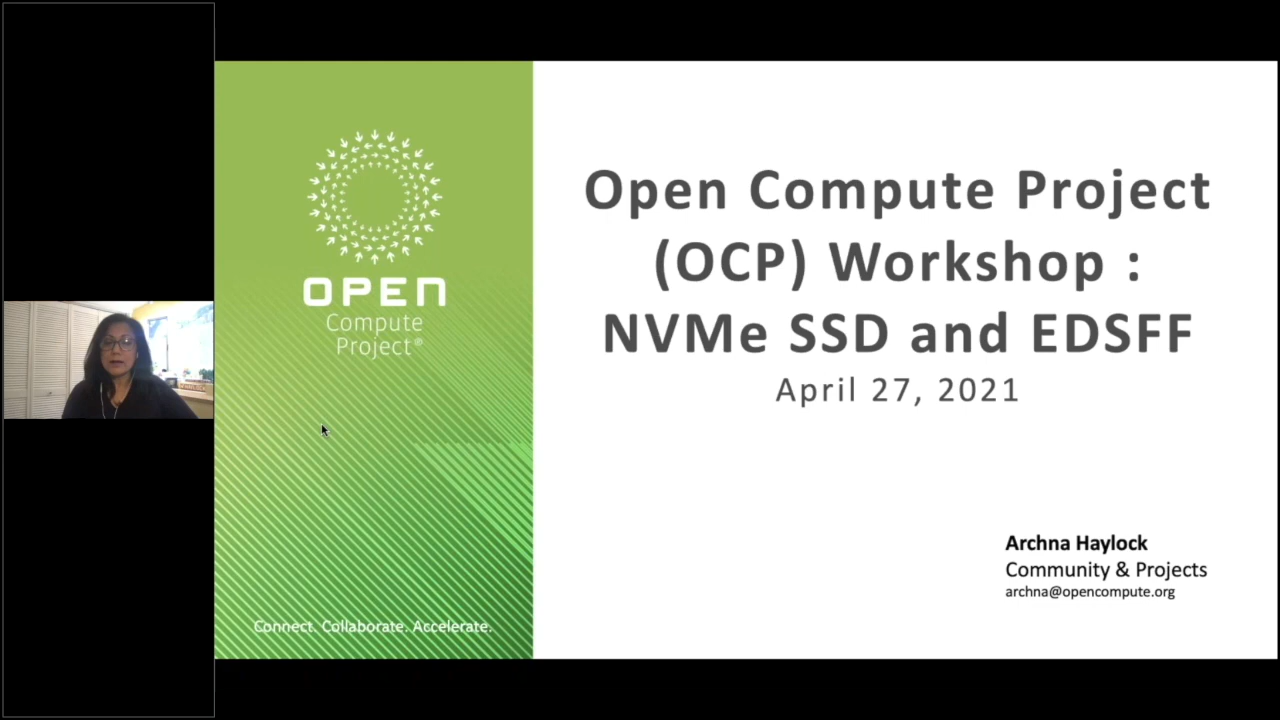 OPEN
Compute
Project®
Connect. Collaborate. Accelerate.
Open Compute Project
(OCP) Workshop :
NVMe SSD and EDSFF
April 27, 2021
Archna Haylock
Community & Projects
archna@opencompute.org